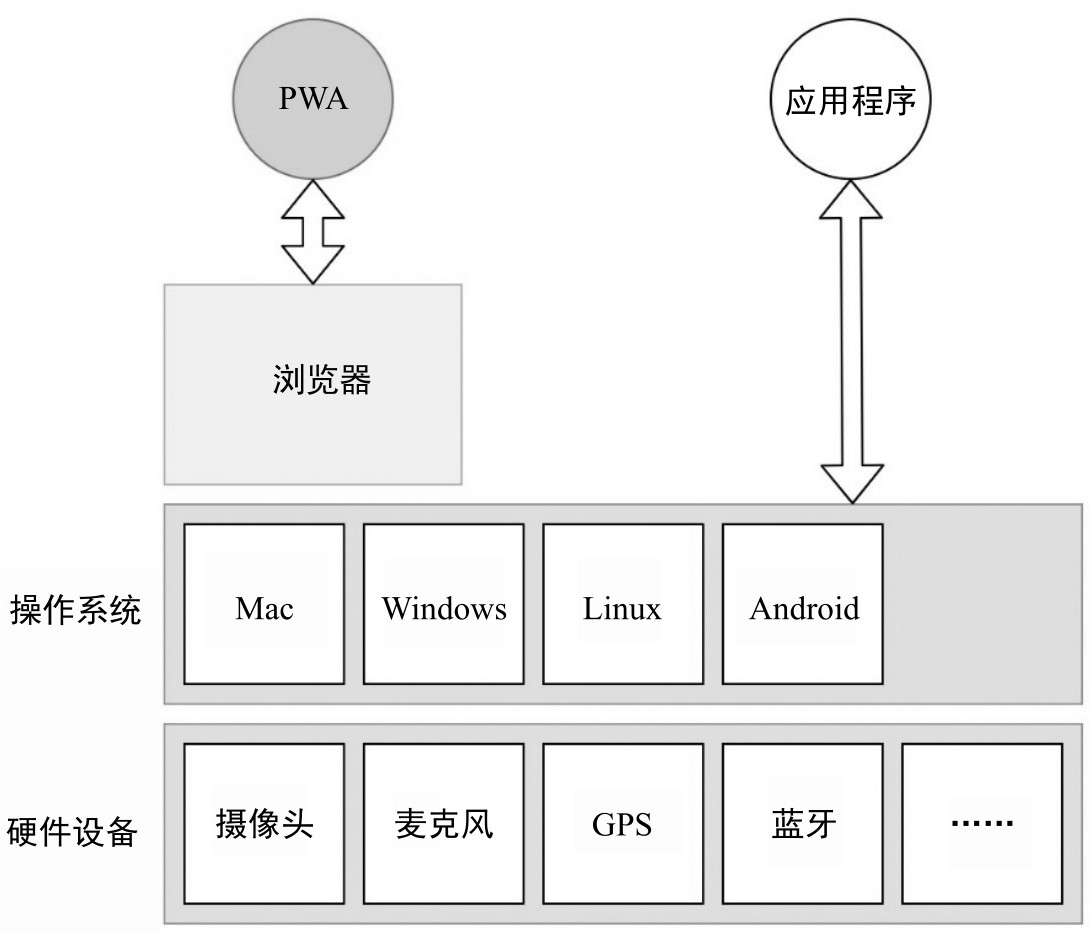 PWA
应用程序
浏览器
操作系统
Mac
Windows
Linux
Android
硬件设备
摄像头
麦克风
GPS
蓝牙
……